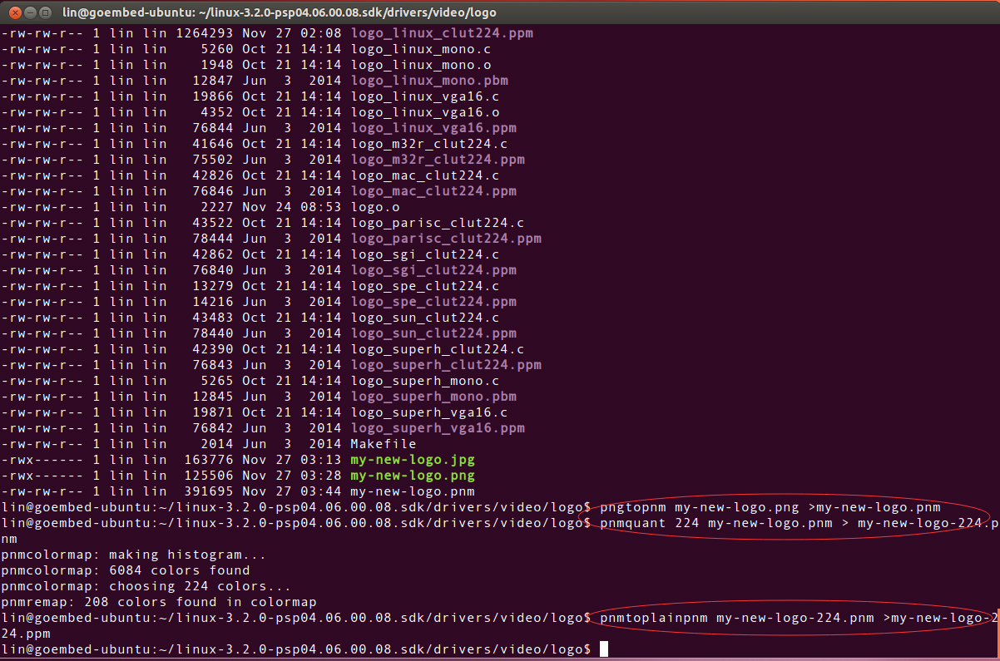 lin@goembed-ubuntu: ~/linux-3.2.0-psp04.06.00.08.sdk/drivers/video/logo
-rw-rw-r-- 1 lin lin 1264293 Nov 27 02:08 logo_linux_clut224.ppm
-rw-rw-r-- 1 lin lin    5260 Oct 21 14:14 logo_linux_mono.c
-rw-rw-r-- 1 lin lin    1948 Oct 21 14:14 logo_linux_mono.o
-rw-rw-r-- 1 lin lin   12847 Jun  3  2014 logo_linux_mono.pbm
-rw-rw-r-- 1 lin lin   19866 Oct 21 14:14 logo_linux_vga16.c
-rw-rw-r-- 1 lin lin    4352 Oct 21 14:14 logo_linux_vga16.o
-rw-rw-r-- 1 lin lin   76844 Jun  3  2014 logo_linux_vga16.ppm
-rw-rw-r-- 1 lin lin   41646 Oct 21 14:14 logo_m32r_clut224.c
-rw-rw-r-- 1 lin lin   75502 Jun  3  2014 logo_m32r_clut224.ppm
-rw-rw-r-- 1 lin lin   42826 Oct 21 14:14 logo_mac_clut224.c
-rw-rw-r-- 1 lin lin   76846 Jun  3  2014 logo_mac_clut224.ppm
-rw-rw-r-- 1 lin lin    2227 Nov 24 08:53 logo.o
-rw-rw-r-- 1 lin lin   43522 Oct 21 14:14 logo_parisc_clut224.c
-rw-rw-r-- 1 lin lin   78444 Jun  3  2014 logo_parisc_clut224.ppm
-rw-rw-r-- 1 lin lin   42862 Oct 21 14:14 logo_sgi_clut224.c
-rw-rw-r-- 1 lin lin   76840 Jun  3  2014 logo_sgi_clut224.ppm
-rw-rw-r-- 1 lin lin   13279 Oct 21 14:14 logo_spe_clut224.c
-rw-rw-r-- 1 lin lin   14216 Jun  3  2014 logo_spe_clut224.ppm
-rw-rw-r-- 1 lin lin   43483 Oct 21 14:14 logo_sun_clut224.c
-rw-rw-r-- 1 lin lin   78440 Jun  3  2014 logo_sun_clut224.ppm
-rw-rw-r-- 1 lin lin   42390 Oct 21 14:14 logo_superh_clut224.c
-rw-rw-r-- 1 lin lin   76843 Jun  3  2014 logo_superh_clut224.ppm
-rw-rw-r-- 1 lin lin    5265 Oct 21 14:14 logo_superh_mono.c
-rw-rw-r-- 1 lin lin   12845 Jun  3  2014 logo_superh_mono.pbm
-rw-rw-r-- 1 lin lin   19871 Oct 21 14:14 logo_superh_vga16.c
-rw-rw-r-- 1 lin lin   76842 Jun  3  2014 logo_superh_vga16.ppm
-rw-rw-r-- 1 lin lin    2014 Jun  3  2014 Makefile
-rwx------ 1 lin lin  163776 Nov 27 03:13 my-new-logo.jpg
-rwx------ 1 lin lin  125506 Nov 27 03:28 my-new-logo.png
-rw-rw-r-- 1 lin lin  391695 Nov 27 03:44 my-new-logo.pnm
lin@goembed-ubuntu:~/linux-3.2.0-psp04.06.00.08.sdk/drivers/video/logo$ pngtopnm my-new-logo.png >my-new-logo.pnm
lin@goembed-ubuntu:~/linux-3.2.0-psp04.06.00.08.sdk/drivers/video/logo$ pnmquant 224 my-new-logo.pnm > my-new-logo-224.p
nm
pnmcolormap: making histogram...
pnmcolormap: 6084 colors found
pnmcolormap: choosing 224 colors...
pnmremap: 208 colors found in colormap
lin@goembed-ubuntu:~/linux-3.2.0-psp04.06.00.08.sdk/drivers/video/logo$ pnmtoplainpnm my-new-logo-224.pnm >my-new-logo-2
24.ppm
lin@goembed-ubuntu:~/linux-3.2.0-psp04.06.00.08.sdk/drivers/video/logo$